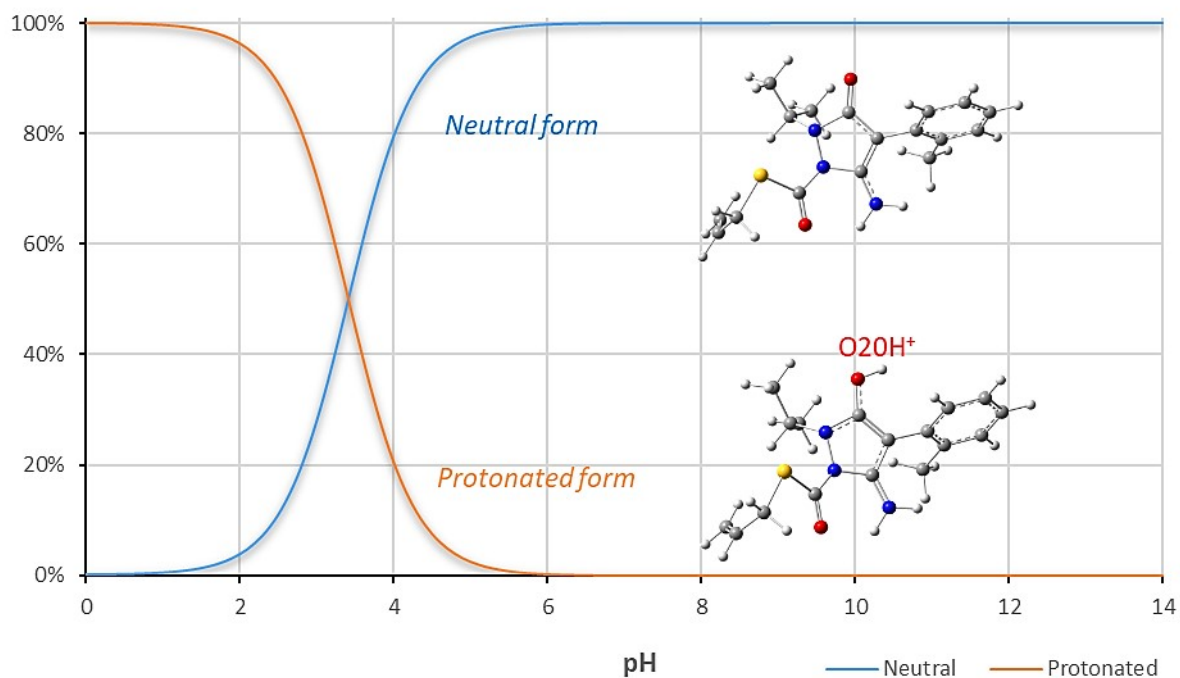 100%
80%
60%
40%
20%
0%
Neutral form
O20H⁺
Protonated form
0 2 4 6 8 10 12 14
pH
Neutral Protonated